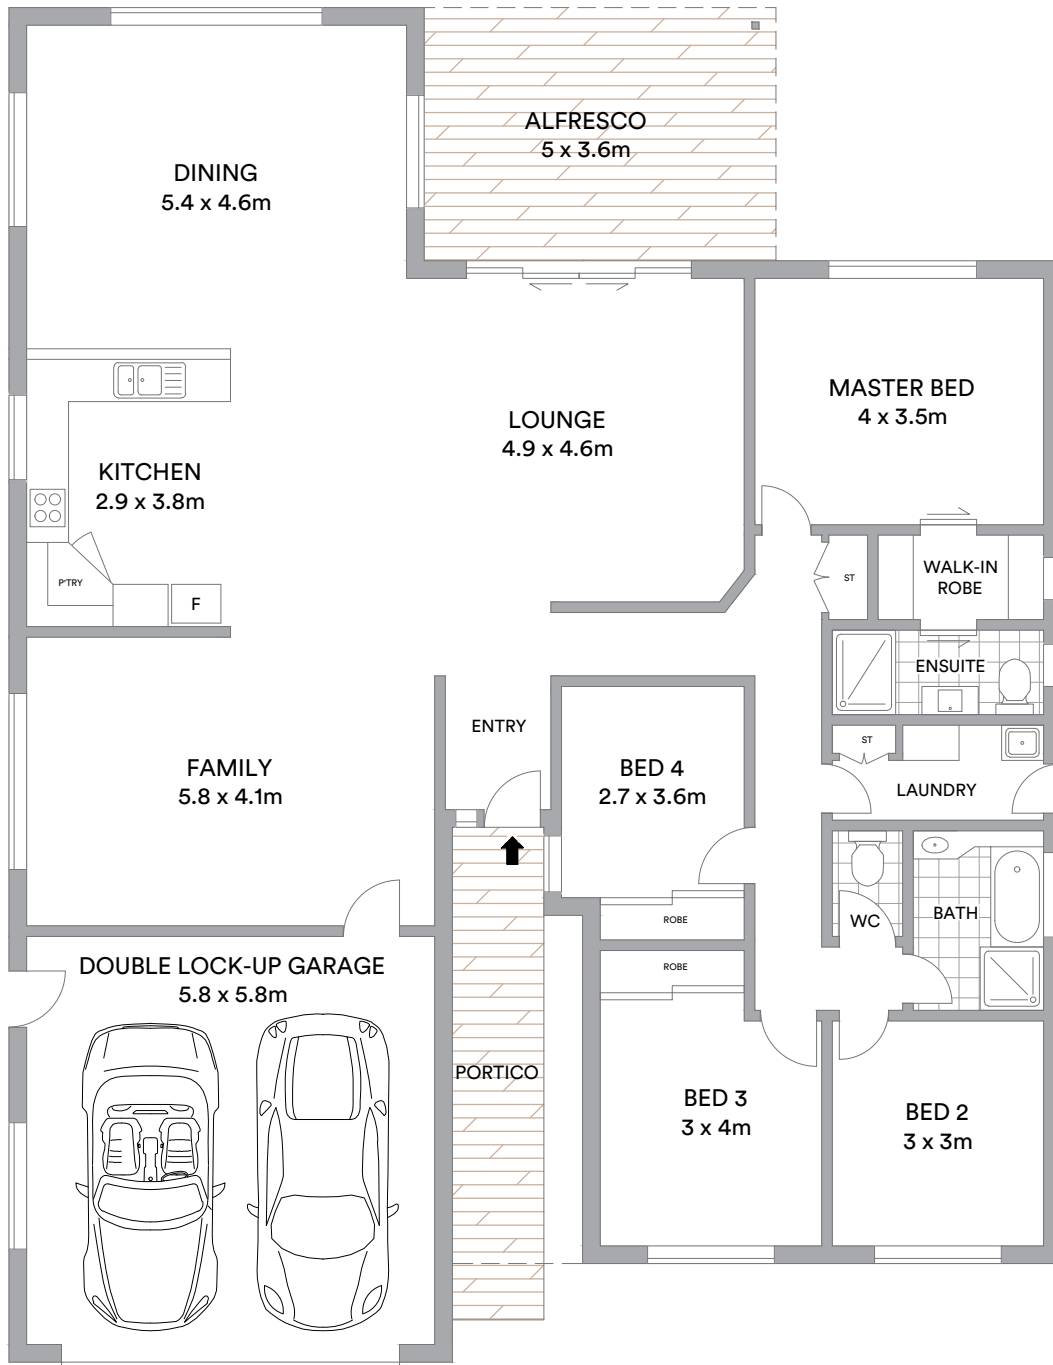 ALFRESCO
5 x 3.6m
DINING
5.4 x 4.6m
MASTER BED
4 x 3.5m
LOUNGE
4.9 x 4.6m
KITCHEN
2.9 x 3.8m
P'TRY
F
ST
WALK-IN
ROBE
ENSUITE
ENTRY
ST
FAMILY
5.8 x 4.1m
BED 4
2.7 x 3.6m
LAUNDRY
ROBE
WC
BATH
ROBE
DOUBLE LOCK-UP GARAGE
5.8 x 5.8m
PORTICO
BED 3
3 x 4m
BED 2
3 x 3m